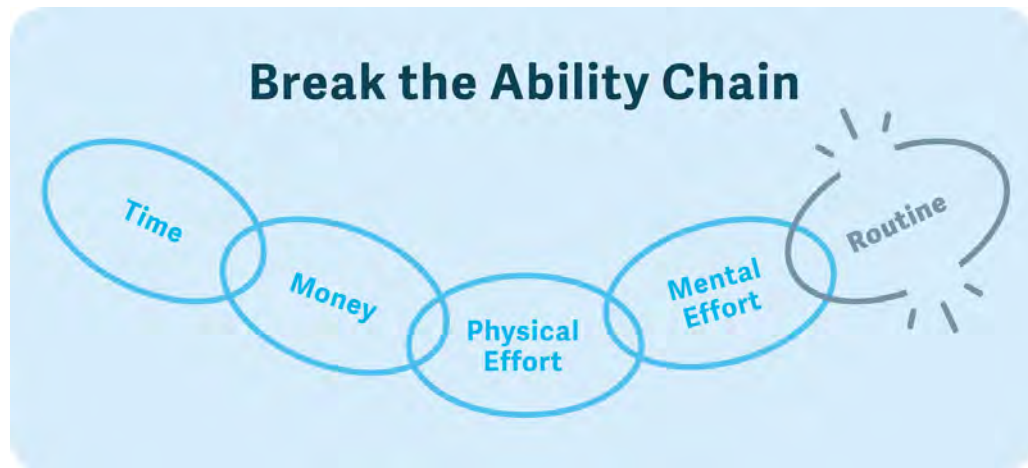 Break the Ability Chain
Time
Money
Physical
Effort
Mental
Effort
Routine